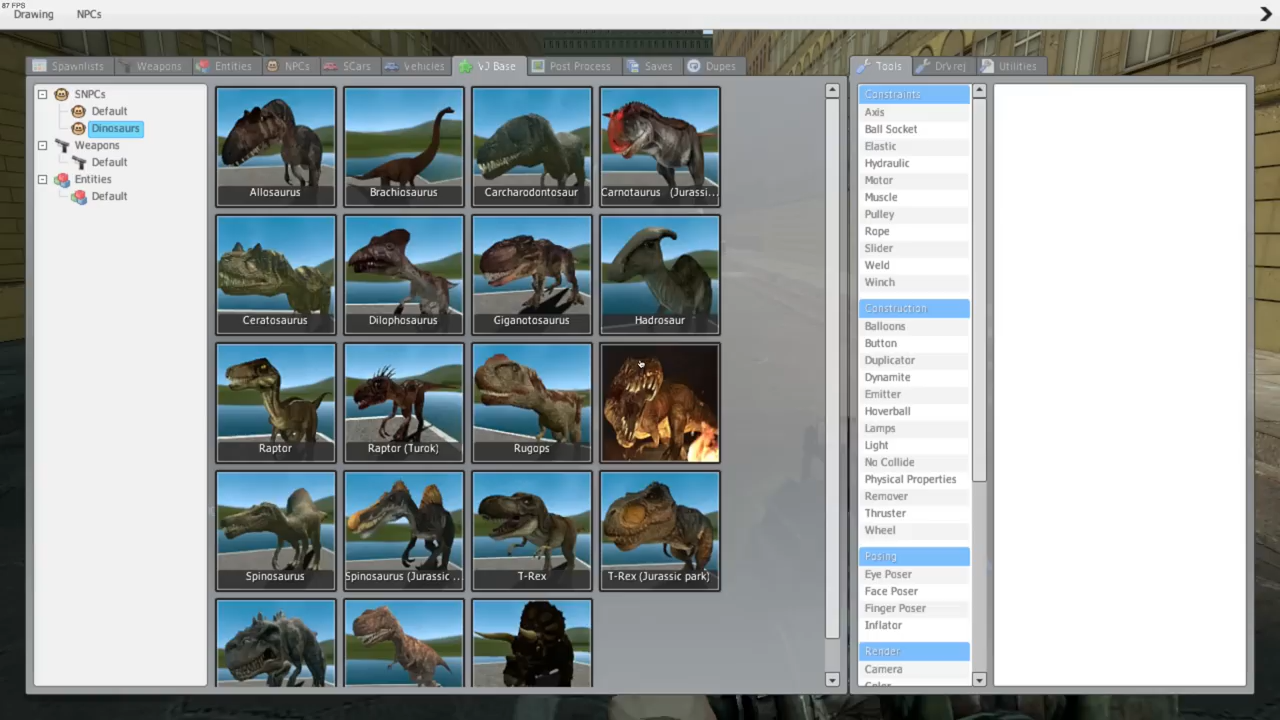 87 FPS
Drawing NPCs
Spawnlists Weapons Entities NPCs SCars Vehicles VJ Base Post Process Saves Dupes
Tools DrVrej Utilities
SNPCs
Default
Dinosaurs
Weapons
Default
Entities
Default
Allosaurus Brachiosaurus Carcharodontosaur Carnotaurus (Jurassi...
Ceratosaurus Dilophosaurus Giganotosaurus Hadrosaur
Raptor Raptor (Turok) Rugops
Spinosaurus Spinosaurus (Jurassic ... T-Rex T-Rex (Jurassic park)
Constraints
Axis
Ball Socket
Elastic
Hydraulic
Motor
Muscle
Pulley
Rope
Slider
Weld
Winch
Construction
Balloons
Button
Duplicator
Dynamite
Emitter
Hoverball
Lamps
Light
No Collide
Physical Properties
Remover
Thruster
Wheel
Posing
Eye Poser
Face Poser
Finger Poser
Inflator
Render
Camera
Color